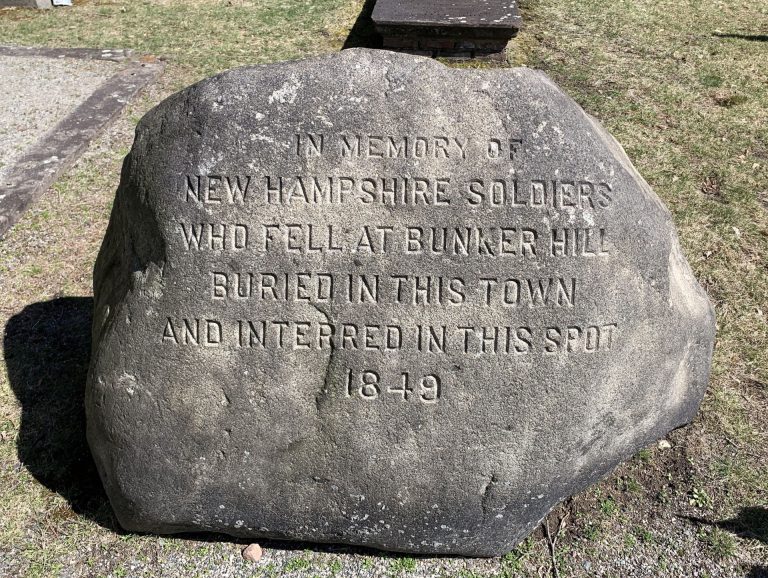 IN MEMORY OF
NEW HAMPSHIRE SOLDIERS
WHO FELL AT BUNKER HILL
BURIED IN THIS TOWN
AND INTERRED IN THIS SPOT
1849